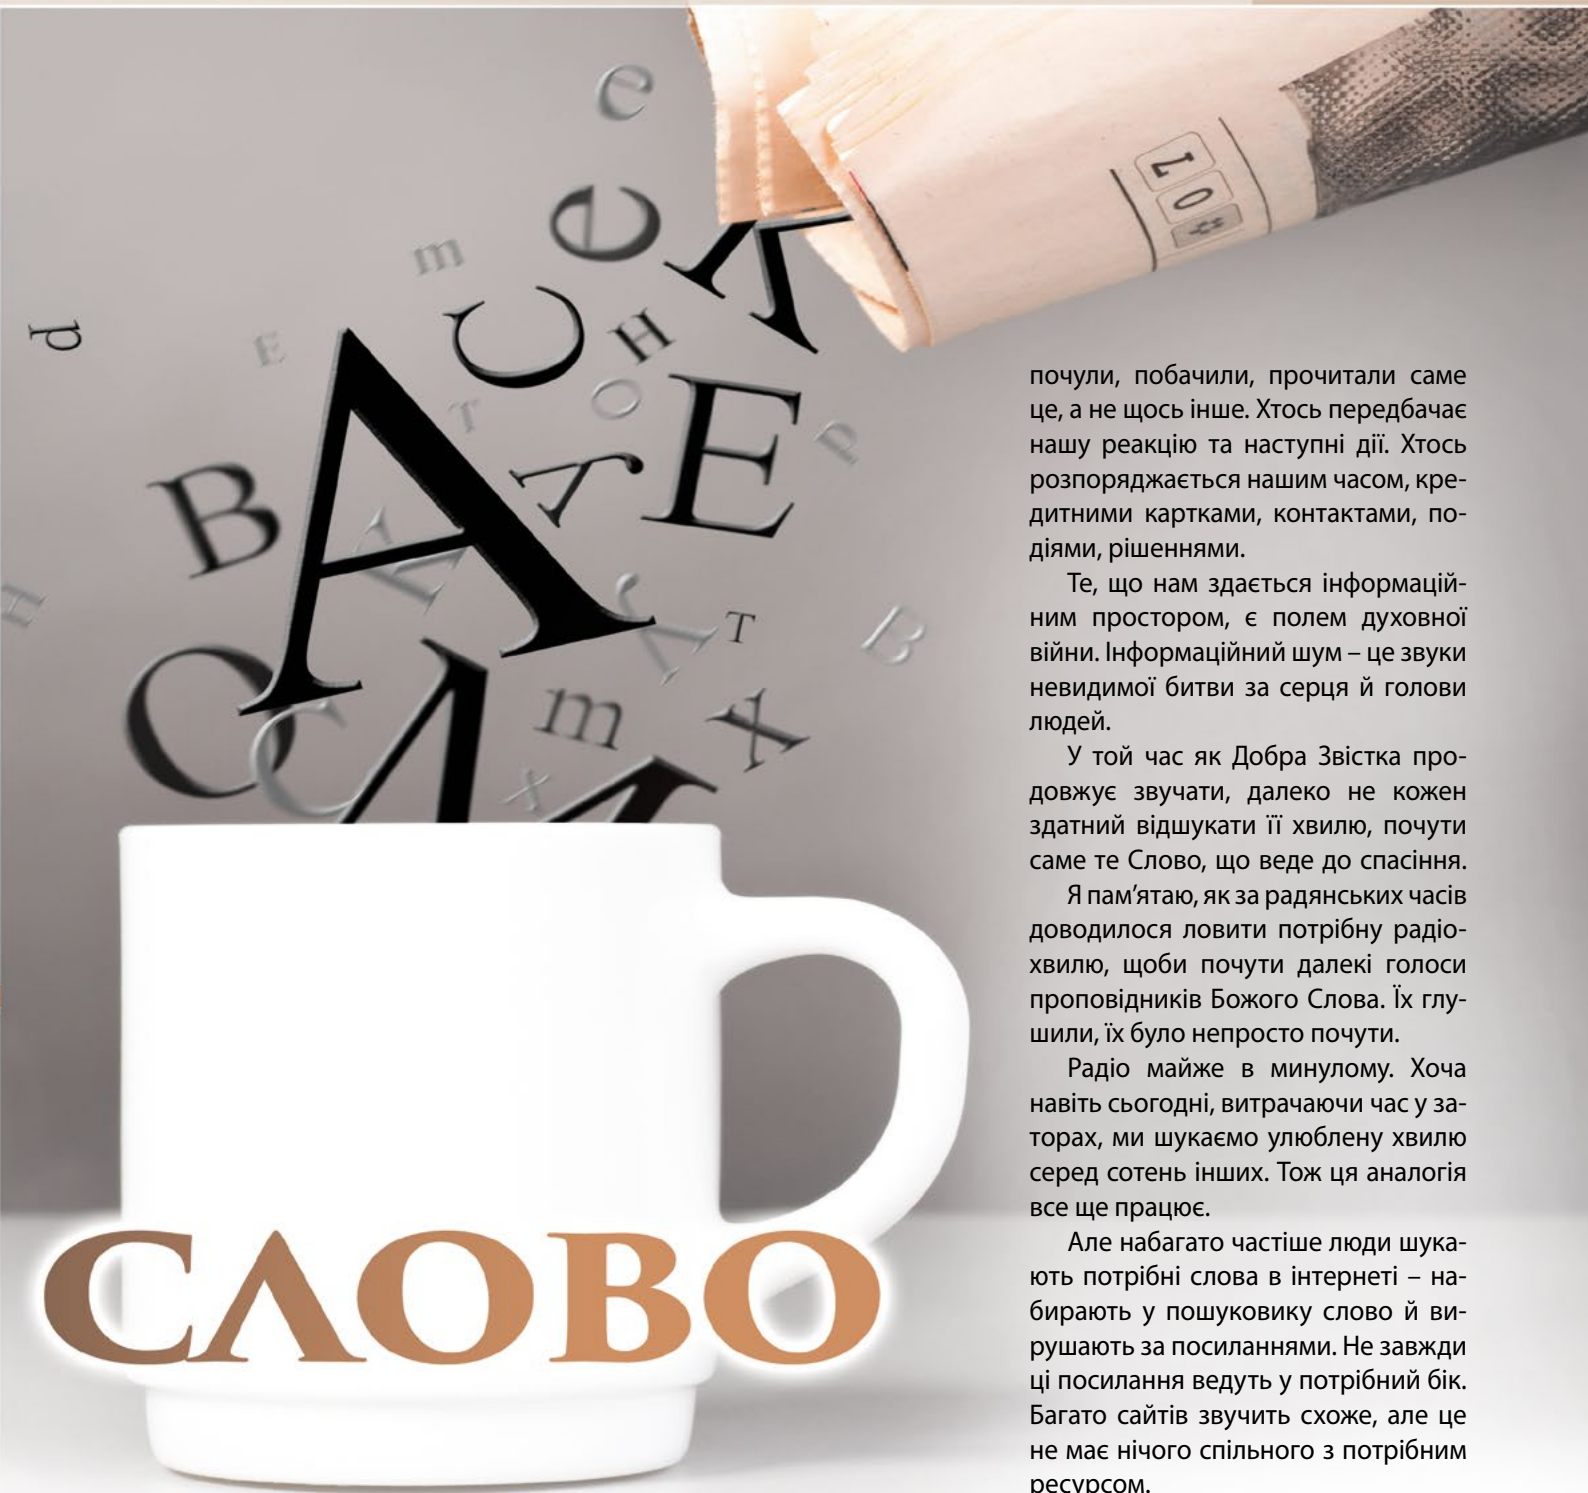 СЛОВО
почули, побачили, прочитали саме
це, а не щось інше. Хтось передбачає
нашу реакцію та наступні дії. Хтось
розпоряджається нашим часом, кре-
дитними картками, контактами, по-
діями, рішеннями.
Те, що нам здається інформацій-
ним простором, є полем духовної
війни. Інформаційний шум – це звуки
невидимої битви за серця й голови
людей.
У той час як Добра Звістка про-
довжує звучати, далеко не кожен
здатний відшукати її хвилю, почути
саме те Слово, що веде до спасіння.
Я пам’ятаю, як за радянських часів
доводилося ловити потрібну радіо-
хвилю, щоби почути далекі голоси
проповідників Божого Слова. Їх глу-
шили, їх було непросто почути.
Радіо майже в минулому. Хоча
навіть сьогодні, витрачаючи час у за-
торах, ми шукаємо улюблену хвилю
серед сотень інших. Тож ця аналогія
все ще працює.
Але набагато частіше люди шука-
ють потрібні слова в інтернеті – на-
бирають у пошуковику слово й ви-
рушають за посиланнями. Не завжди
ці посилання ведуть у потрібний бік.
Багато сайтів звучить схоже, але це
не має нічого спільного з потрібним
ресурсом.